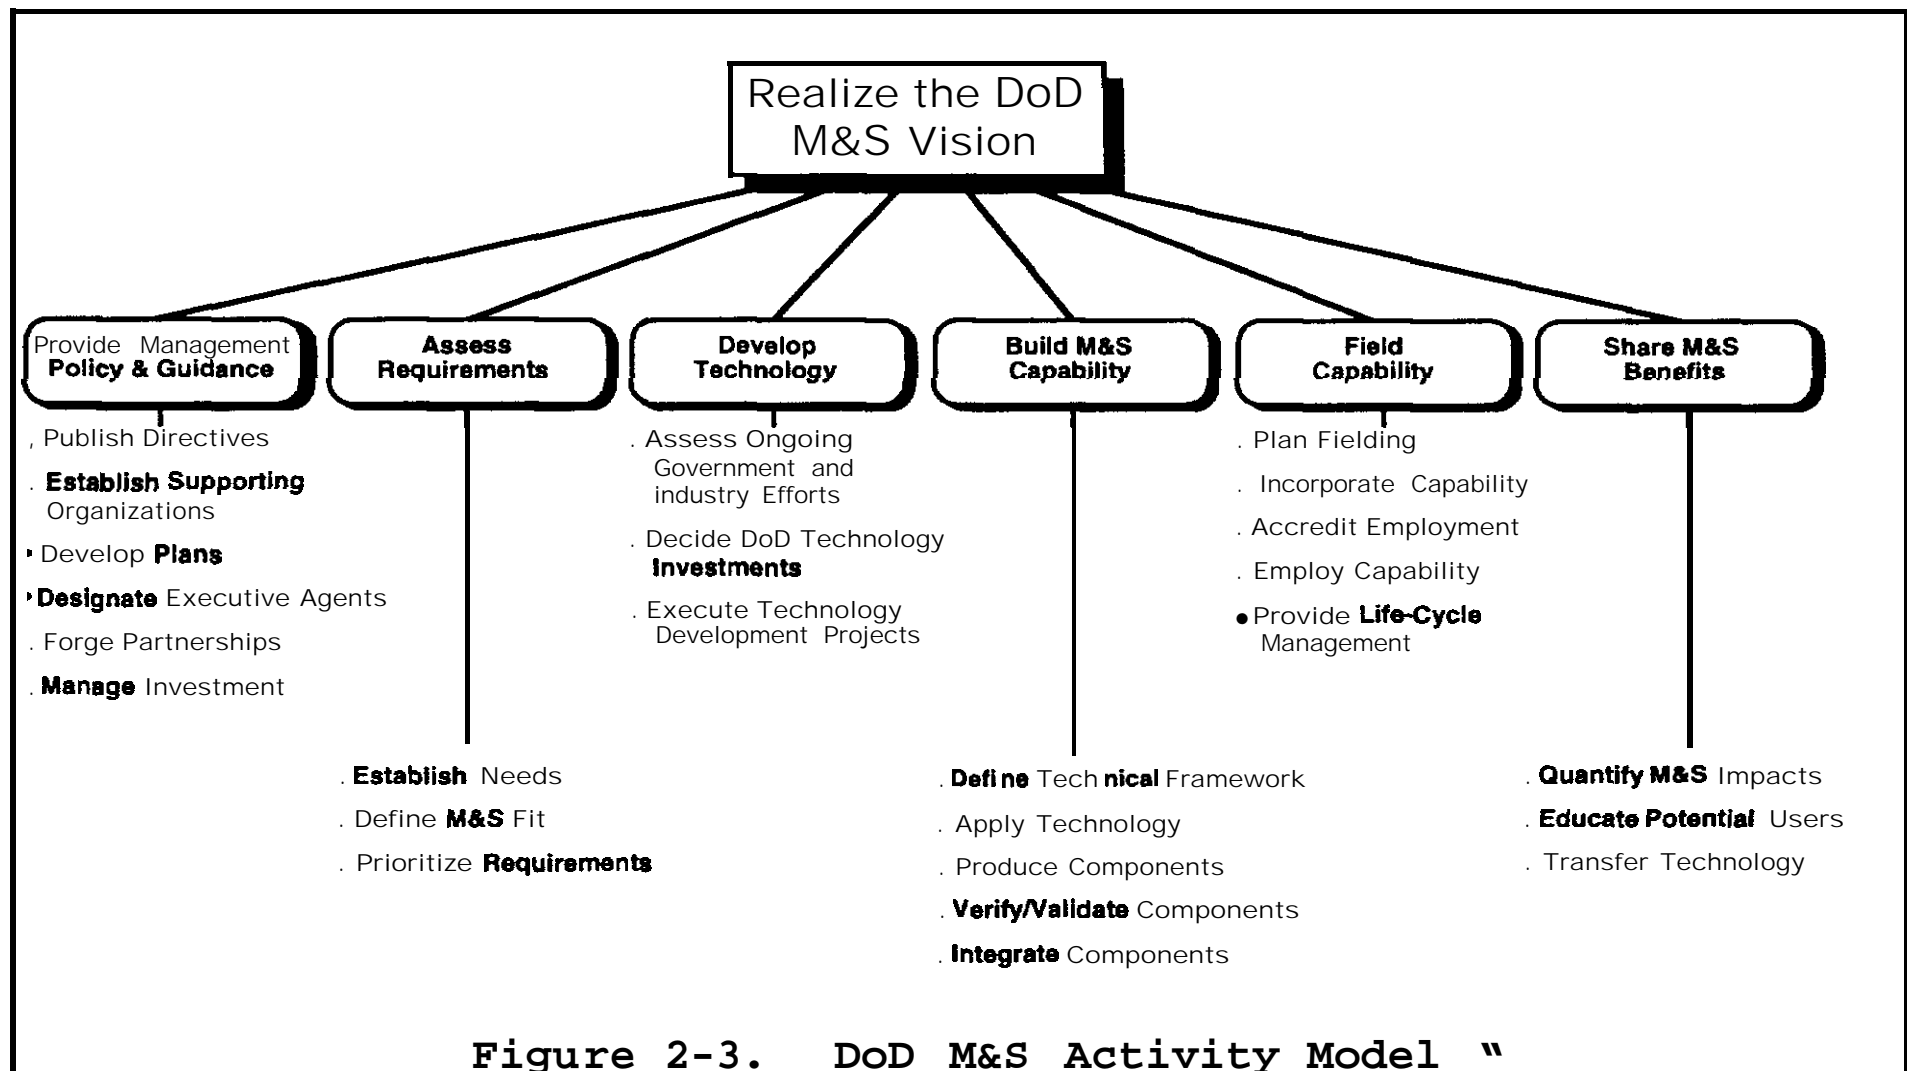 Realize the DoD
M&S Vision
Provide Management
Policy & Guidance
, Publish Directives
. Establish Supporting
Organizations
• Develop Plans
• Designate Executive Agents
. Forge Partnerships
. Manage Investment
Assess
Requirements
. Establish Needs
. Define M&S Fit
. Prioritize Requirements
Develop
Technology
. Assess Ongoing
Government and
industry Efforts
. Decide DoD Technology
Investments
. Execute Technology
Development Projects
Build M&S
Capability
. Define Technical Framework
. Apply Technology
. Produce Components
. Verify/Validate Components
. Integrate Components
Field
Capability
. Plan Fielding
. Incorporate Capability
. Accredit Employment
. Employ Capability
● Provide Life-Cycle
Management
Share M&S
Benefits
. Quantify M&S Impacts
. Educate Potential Users
. Transfer Technology
Figure 2-3. DoD M&S Activity Model “